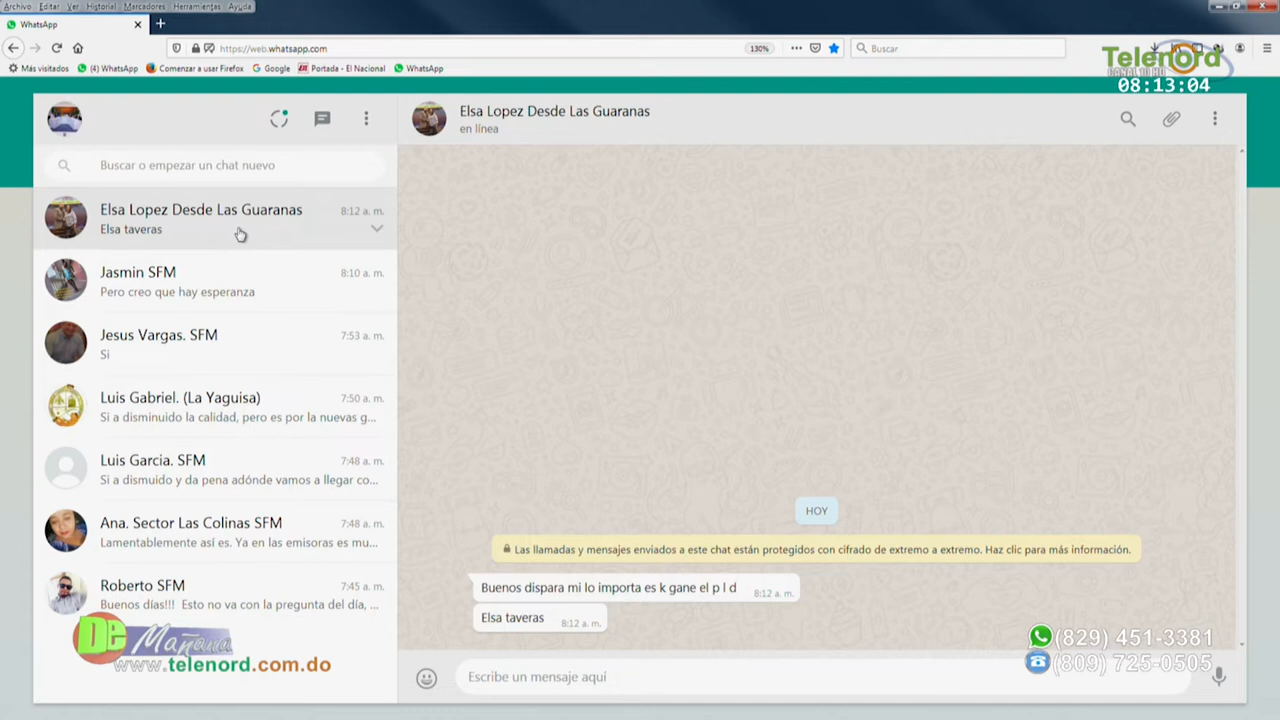 Archivo Editar Ver Historial Marcadores Herramientas Ayuda
WhatsApp
https://web.whatsapp.com
130%
Buscar
Más visitados
(4) WhatsApp
Comenzar a usar Firefox
Google
Portada - El Nacional
WhatsApp
Telenord
08:13:04
Elsa Lopez Desde Las Guaranas
en línea
Buscar o empezar un chat nuevo
Elsa Lopez Desde Las Guaranas 8:12 a. m.
Elsa taveras
Jasmin SFM 8:10 a. m.
Pero creo que hay esperanza
Jesus Vargas. SFM 7:53 a. m.
Si
Luis Gabriel. (La Yaguisa) 7:50 a. m.
Si a disminuido la calidad, pero es por la nuevas g...
Luis Garcia. SFM 7:48 a. m.
Si a dismuido y da pena adónde vamos a llegar co...
Ana. Sector Las Colinas SFM 7:48 a. m.
Lamentablemente así es. Ya en las emisoras es mu...
Roberto SFM 7:45 a. m.
Buenos días!!! Esto no va con la pregunta del día, ...
HOY
Las llamadas y mensajes enviados a este chat están protegidos con cifrado de extremo a extremo. Haz clic para más información.
Buenos dispara mi lo importa es k gane el p l d 8:12 a. m.
Elsa taveras 8:12 a. m.
Escribe un mensaje aquí
De Mañana
www.telenord.com.do
(829) 451-3381
(809) 725-0505